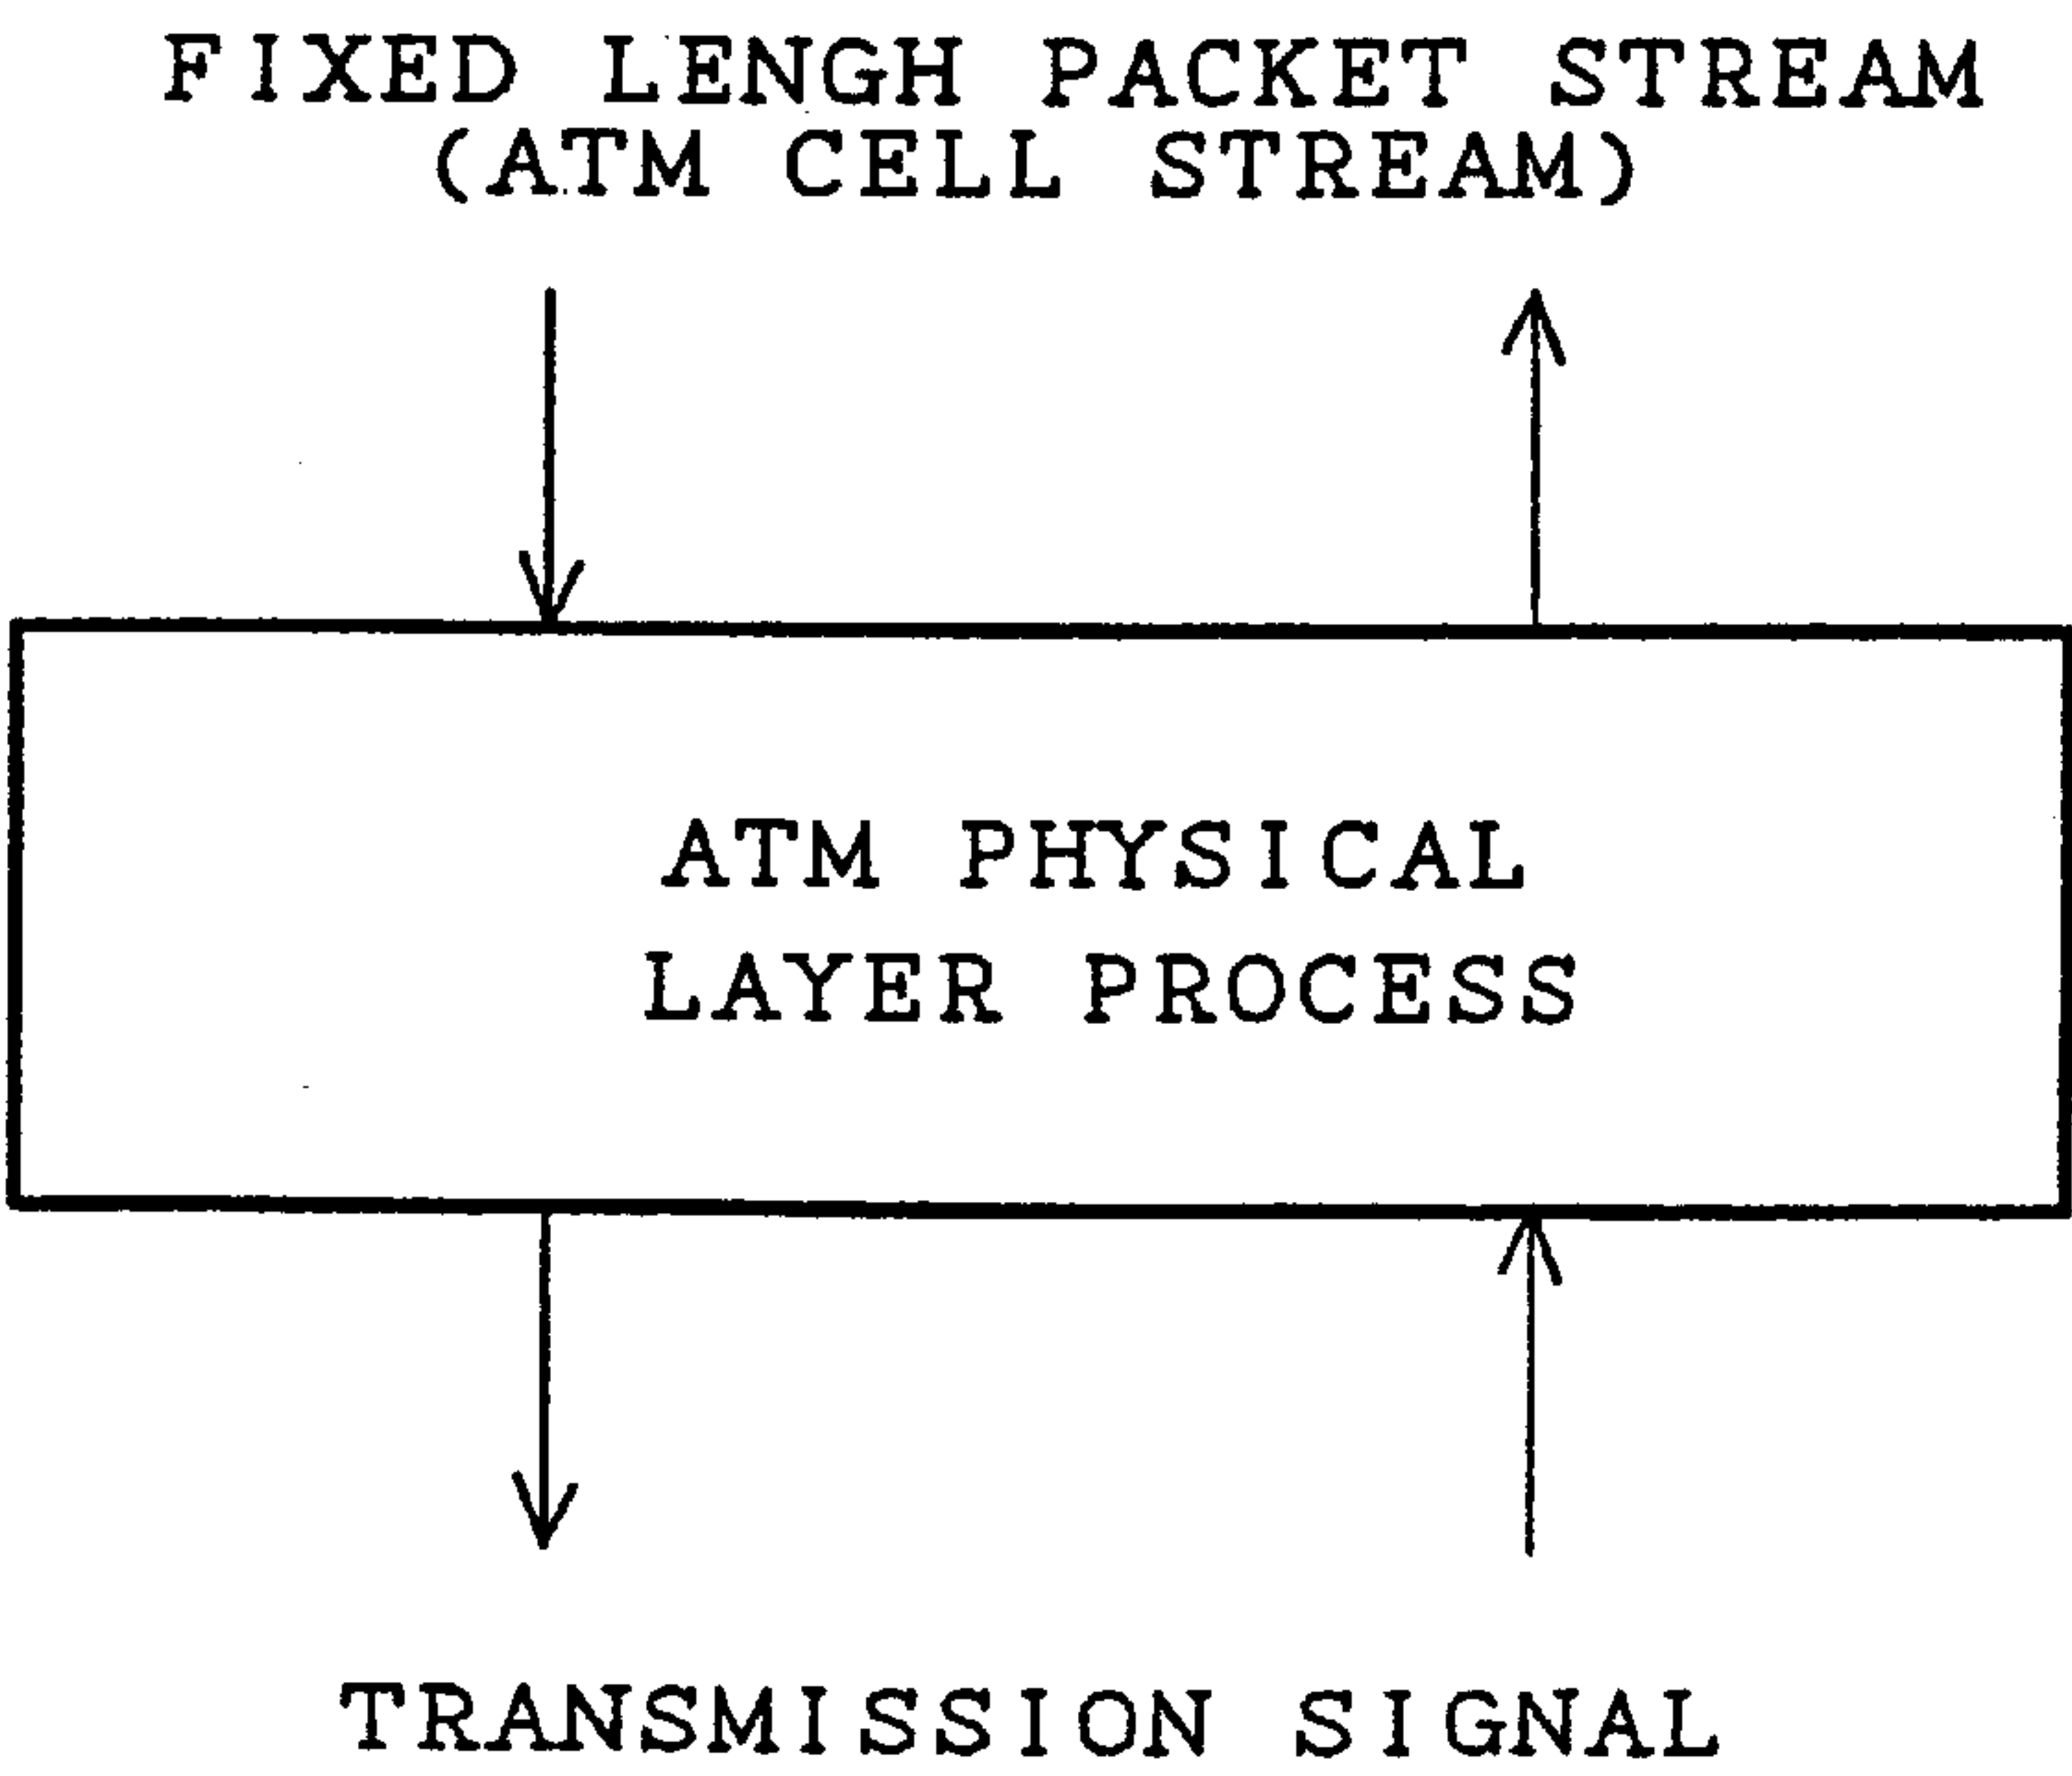 FIXED LENGH PACKET STREAM
(ATM CELL STREAM)
ATM PHYSICAL
LAYER PROCESS
TRANSMISSION SIGNAL